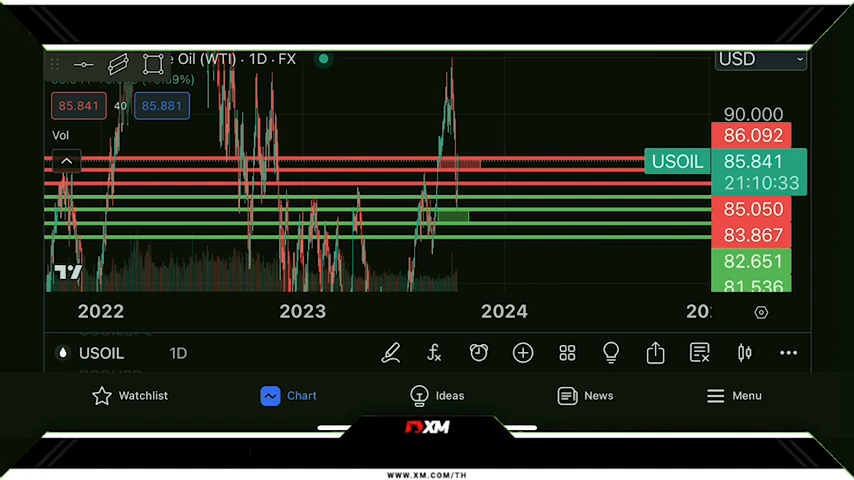 e Oil (WTI) · 1D · FX
USD
85.841 40 85.881
90.000
Vol
86.092
USOIL 85.841
21:10:33
85.050
83.867
82.651
81.536
2022 2023 2024
USOIL 1D
Watchlist Chart Ideas News Menu
XM
WWW.XM.COM/TH